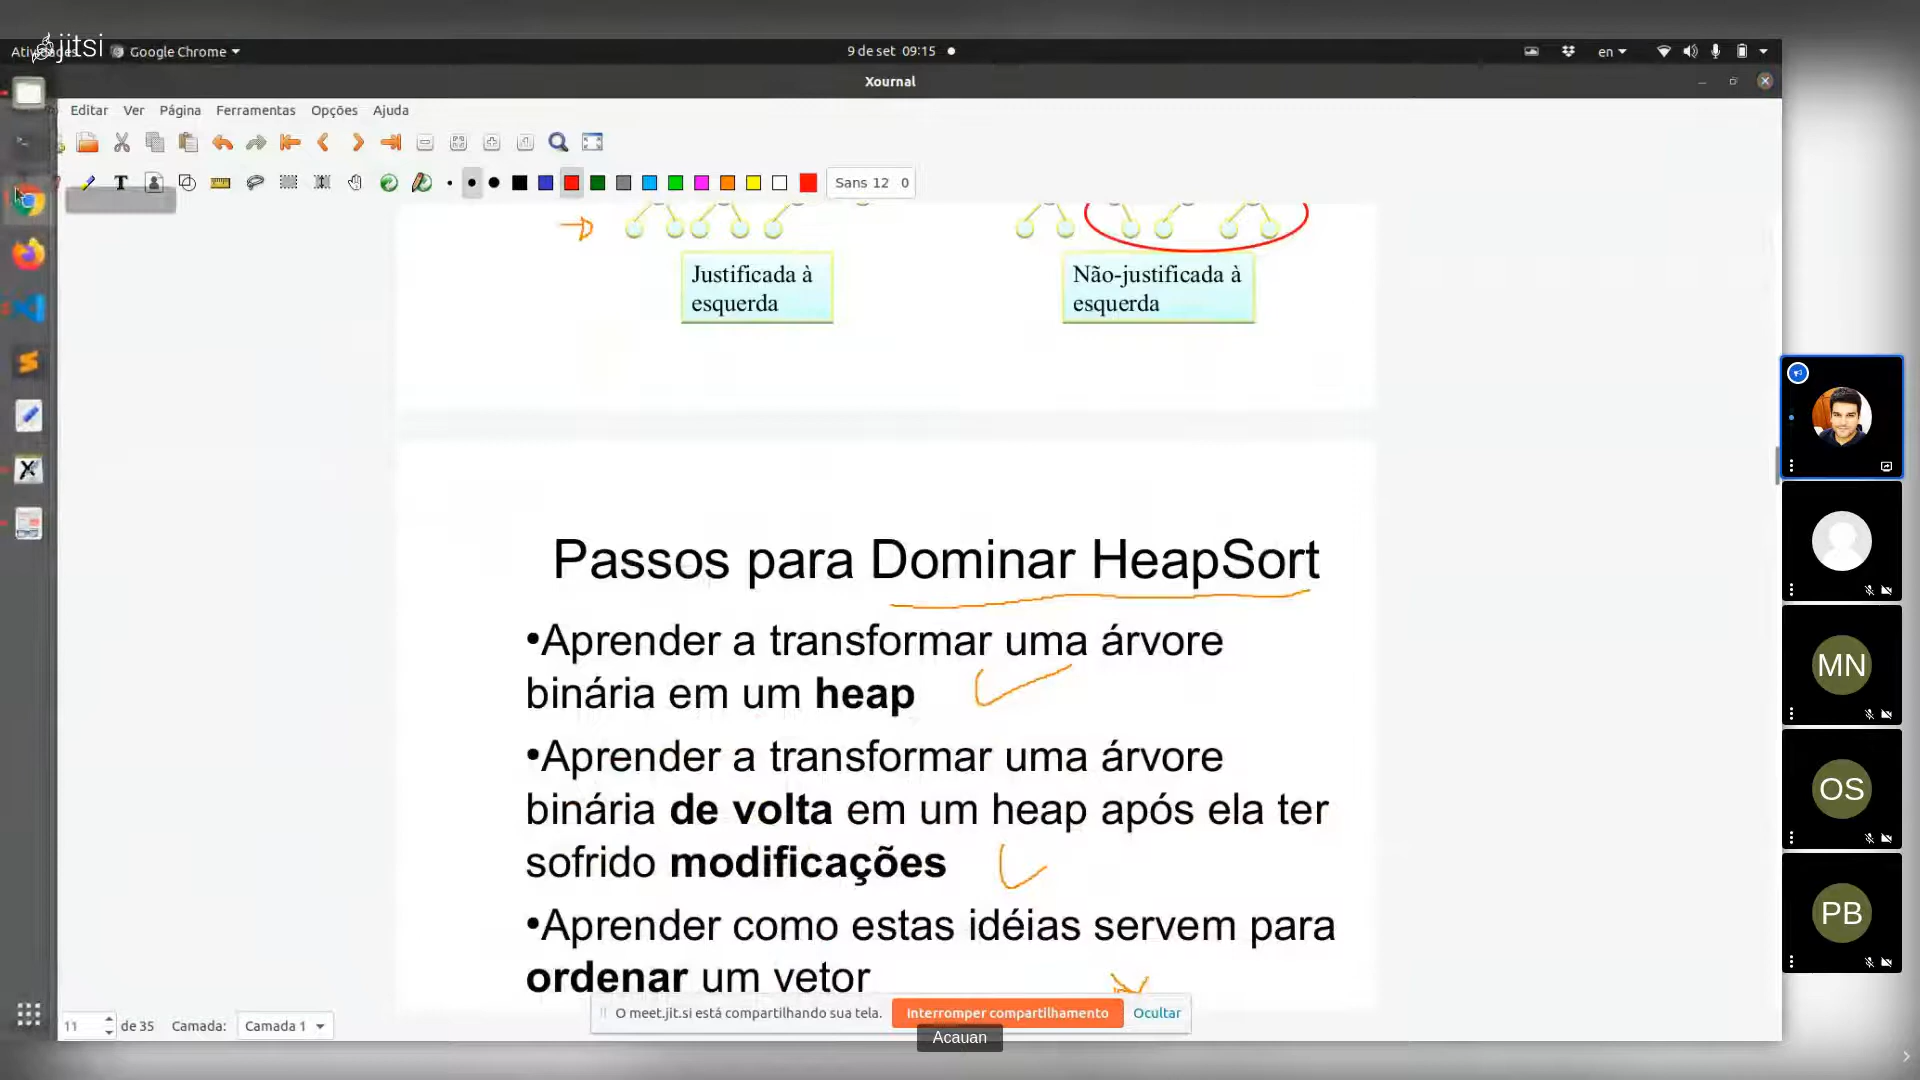 jitsi
Google Chrome
9 de set 09:15
en
Xournal
Editar Ver Página Ferramentas Opções Ajuda
T
Sans 12 0
Justificada à
esquerda
Não-justificada à
esquerda
Passos para Dominar HeapSort
•Aprender a transformar uma árvore
binária em um heap
•Aprender a transformar uma árvore
binária de volta em um heap após ela ter
sofrido modificações
•Aprender como estas idéias servem para
ordenar um vetor
MN
OS
PB
11 de 35 Camada: Camada 1
O meet.jit.si está compartilhando sua tela. Interromper compartilhamento Ocultar
Acauan